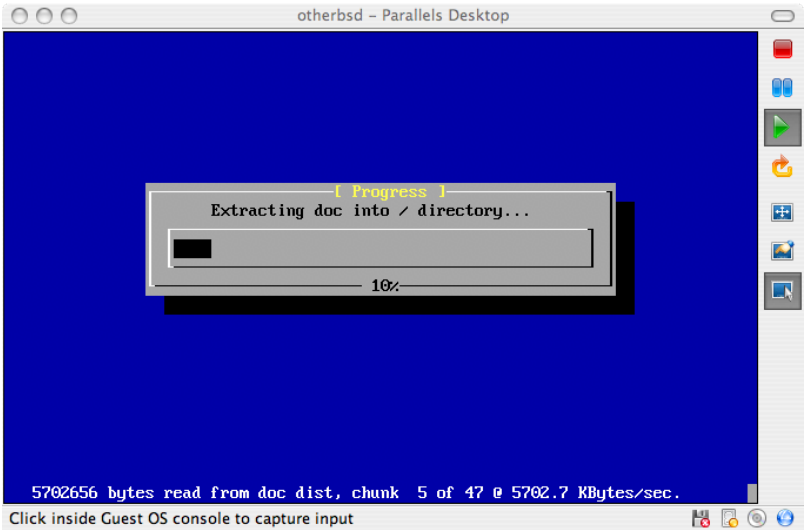 otherbsd – Parallels Desktop
[ Progress ]
Extracting doc into / directory...
10%
5702656 bytes read from doc dist, chunk  5 of 47 @ 5702.7 KBytes/sec.
Click inside Guest OS console to capture input